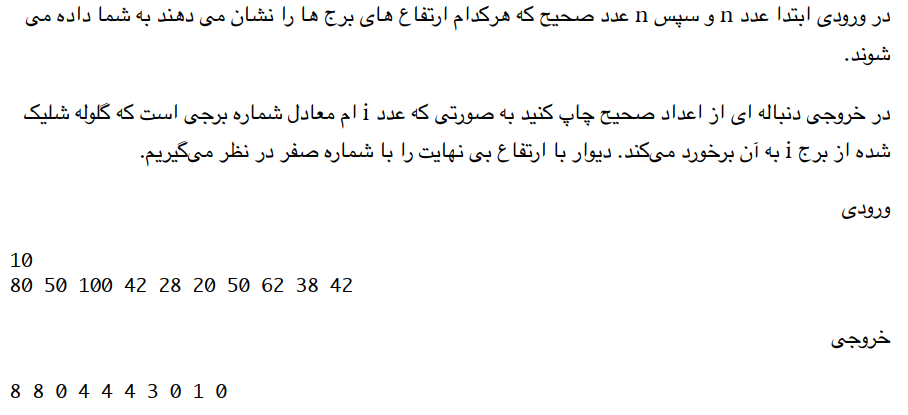 در ورودی ابتدا عدد n و سپس n عدد صحیح که هرکدام ارتفاع های برج ها را نشان می دهند به شما داده می
شوند.
در خروجی دنباله ای از اعداد صحیح چاپ کنید به صورتی که عدد i ام معادل شماره برجی است که گلوله شلیک
شده از برج i به آن برخورد می‌کند. دیوار با ارتفاع بی نهایت را با شماره صفر در نظر می‌گیریم.
ورودی
10
80 50 100 42 28 20 50 62 38 42
خروجی
8 8 0 4 4 4 3 0 1 0